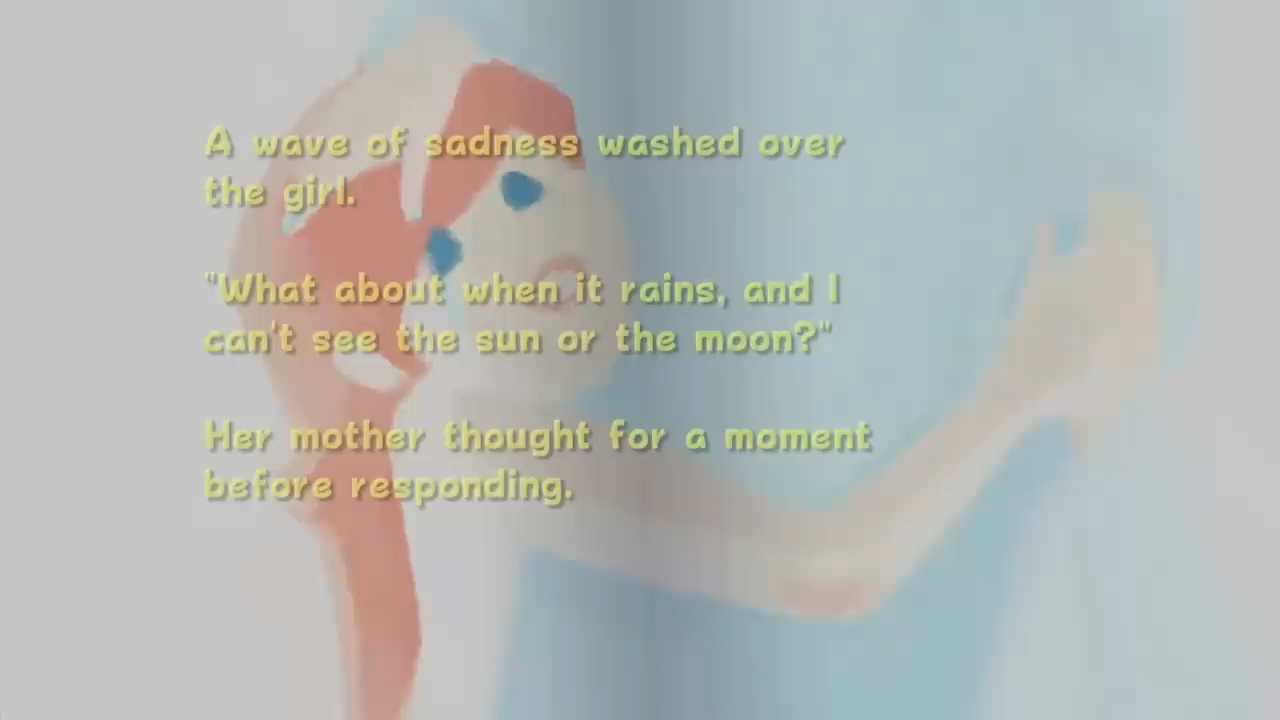 A wave of sadness washed over
the girl.
"What about when it rains, and I
can't see the sun or the moon?"
Her mother thought for a moment
before responding.